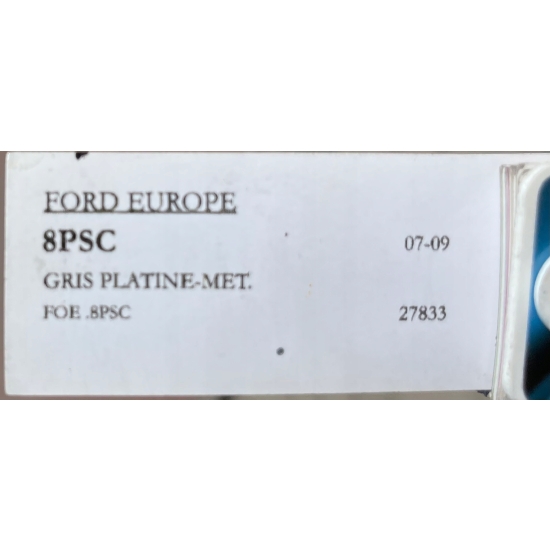 FORD EUROPE
8PSC 07-09
GRIS PLATINE-MET.
FOE .8PSC 27833